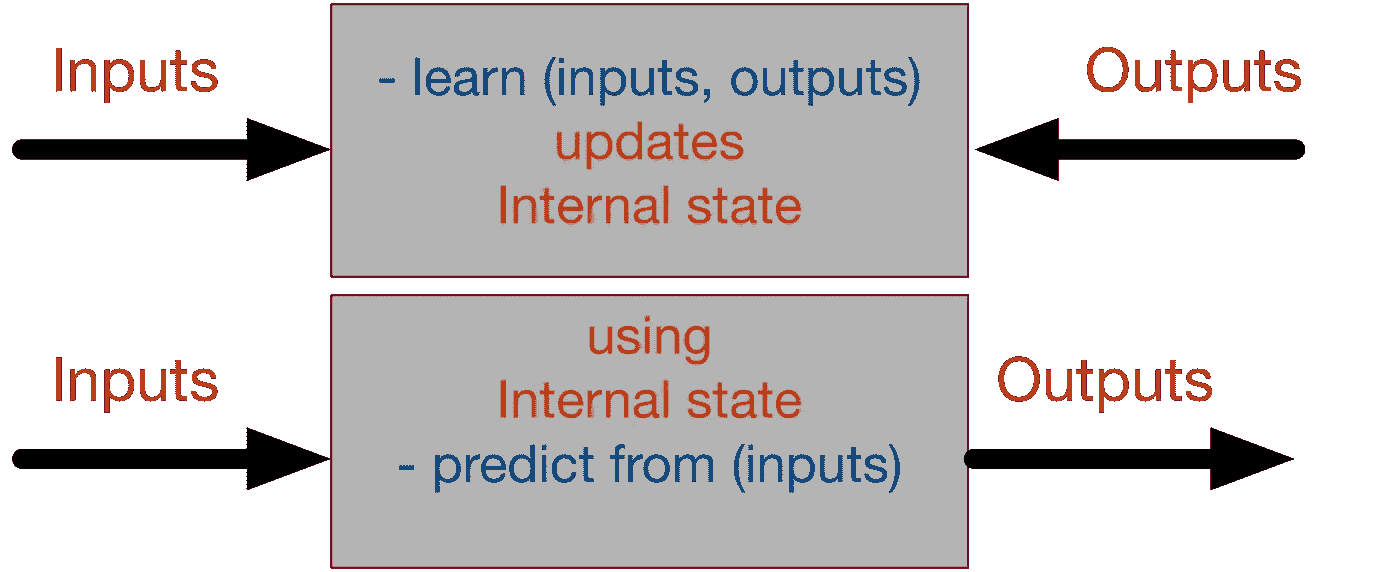 Inputs
- learn (inputs, outputs)
updates
Internal state
Outputs
Inputs
using
Internal state
- predict from (inputs)
Outputs